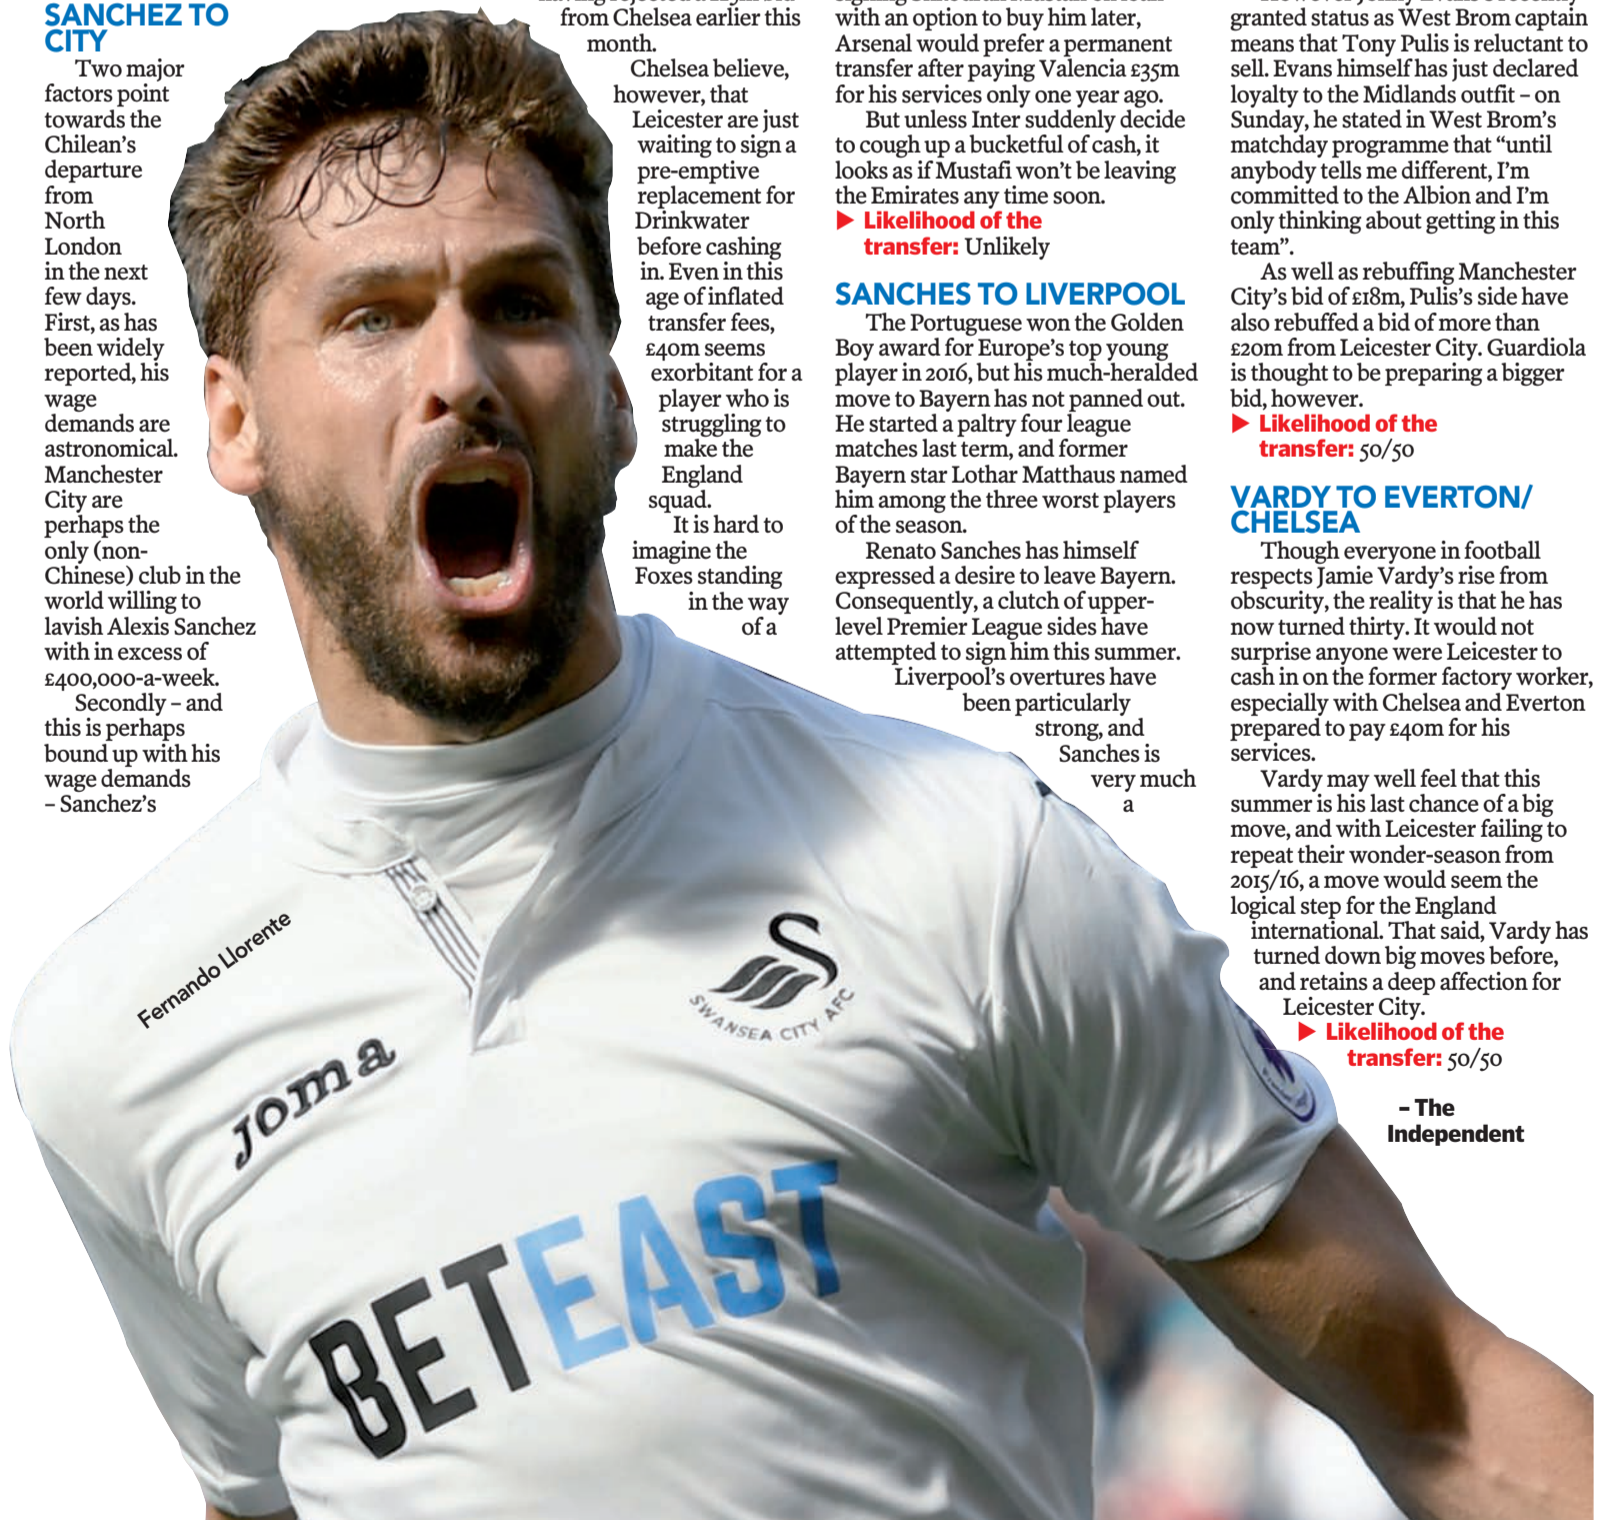 SANCHEZ TO
CITY
Two major
factors point
towards the
Chilean's
departure
from
North
London
in the next
few days.
First, as has
been widely
reported, his
wage
demands are
astronomical.
Manchester
City are
perhaps the
only (non-
Chinese) club in the
world willing to
lavish Alexis Sanchez
with in excess of
£400,000-a-week.
Secondly – and
this is perhaps
bound up with his
wage demands
– Sanchez's
from Chelsea earlier this
month.
Chelsea believe,
however, that
Leicester are just
waiting to sign a
pre-emptive
replacement for
Drinkwater
before cashing
in. Even in this
age of inflated
transfer fees,
£40m seems
exorbitant for a
player who is
struggling to
make the
England
squad.
It is hard to
imagine the
Foxes standing
in the way
of a
with an option to buy him later,
Arsenal would prefer a permanent
transfer after paying Valencia £35m
for his services only one year ago.
But unless Inter suddenly decide
to cough up a bucketful of cash, it
looks as if Mustafi won't be leaving
the Emirates any time soon.
▶ Likelihood of the
transfer: Unlikely
SANCHES TO LIVERPOOL
The Portuguese won the Golden
Boy award for Europe's top young
player in 2016, but his much-heralded
move to Bayern has not panned out.
He started a paltry four league
matches last term, and former
Bayern star Lothar Matthaus named
him among the three worst players
of the season.
Renato Sanches has himself
expressed a desire to leave Bayern.
Consequently, a clutch of upper-
level Premier League sides have
attempted to sign him this summer.
Liverpool's overtures have
been particularly
strong, and
Sanches is
very much
a
granted status as West Brom captain
means that Tony Pulis is reluctant to
sell. Evans himself has just declared
loyalty to the Midlands outfit – on
Sunday, he stated in West Brom's
matchday programme that “until
anybody tells me different, I'm
committed to the Albion and I'm
only thinking about getting in this
team”.
As well as rebuffing Manchester
City's bid of £18m, Pulis's side have
also rebuffed a bid of more than
£20m from Leicester City. Guardiola
is thought to be preparing a bigger
bid, however.
▶ Likelihood of the
transfer: 50/50
VARDY TO EVERTON/
CHELSEA
Though everyone in football
respects Jamie Vardy's rise from
obscurity, the reality is that he has
now turned thirty. It would not
surprise anyone were Leicester to
cash in on the former factory worker,
especially with Chelsea and Everton
prepared to pay £40m for his
services.
Vardy may well feel that this
summer is his last chance of a big
move, and with Leicester failing to
repeat their wonder-season from
2015/16, a move would seem the
logical step for the England
international. That said, Vardy has
turned down big moves before,
and retains a deep affection for
Leicester City.
▶ Likelihood of the
transfer: 50/50
– The
Independent
Fernando Llorente
joma
SWANSEA CITY AFC
BETEAST